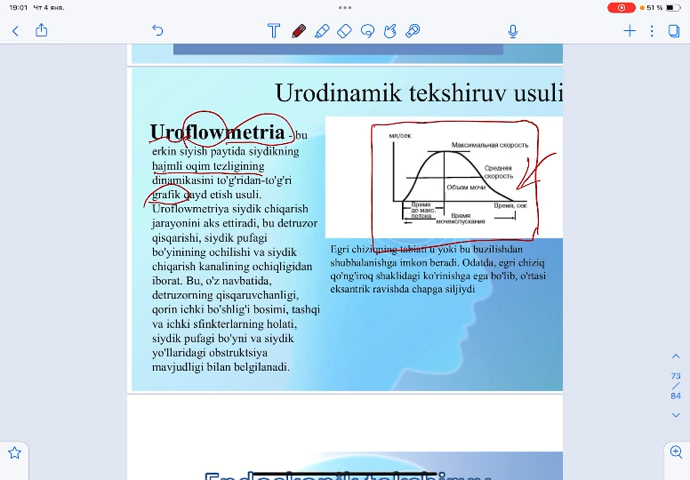 19:01 Чт 4 янв.
51 %
Urodinamik tekshiruv usuli
Uroflowmetria - bu
erkin siyish paytida siydikning
hajmli oqim tezligining
dinamikasini to'g'ridan-to'g'ri
grafik qayd etish usuli.
Uroflowmetriya siydik chiqarish
jarayonini aks ettiradi, bu detruzor
qisqarishi, siydik pufagi
bo'yinining ochilishi va siydik
chiqarish kanalining ochiqligidan
iborat. Bu, o'z navbatida,
detruzorning qisqaruvchanligi,
qorin ichki bo'shlig'i bosimi, tashqi
va ichki sfinkterlarning holati,
siydik pufagi bo'yni va siydik
yo'llaridagi obstruktsiya
mavjudligi bilan belgilanadi.
мл/сек
Максимальная скорость
Средняя
скорость
Объем мочи
Время
до макс.
потока
Время, сек
Время
мочеиспускания
Egri chiziqning tabiati u yoki bu buzilishdan
shubhalanishga imkon beradi. Odatda, egri chiziq
qo'ng'iroq shaklidagi ko'rinishga ega bo'lib, o'rtasi
eksantrik ravishda chapga siljiydi
73
/
84